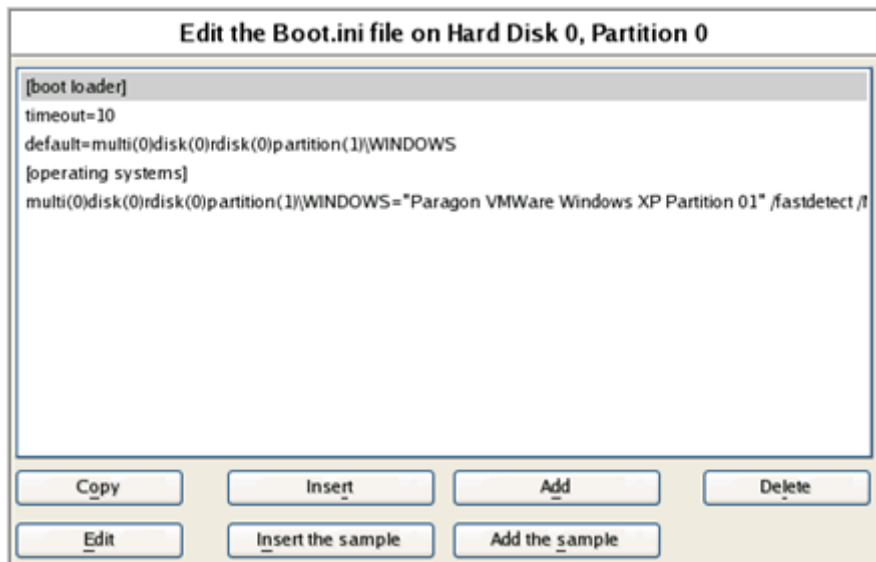 Edit the Boot.ini file on Hard Disk 0, Partition 0
[boot loader]
timeout=10
default=multi(0)disk(0)rdisk(0)partition(1)\WINDOWS
[operating systems]
multi(0)disk(0)rdisk(0)partition(1)\WINDOWS="Paragon VMWare Windows XP Partition 01" /fastdetect
Copy Insert Add Delete
Edit Insert the sample Add the sample